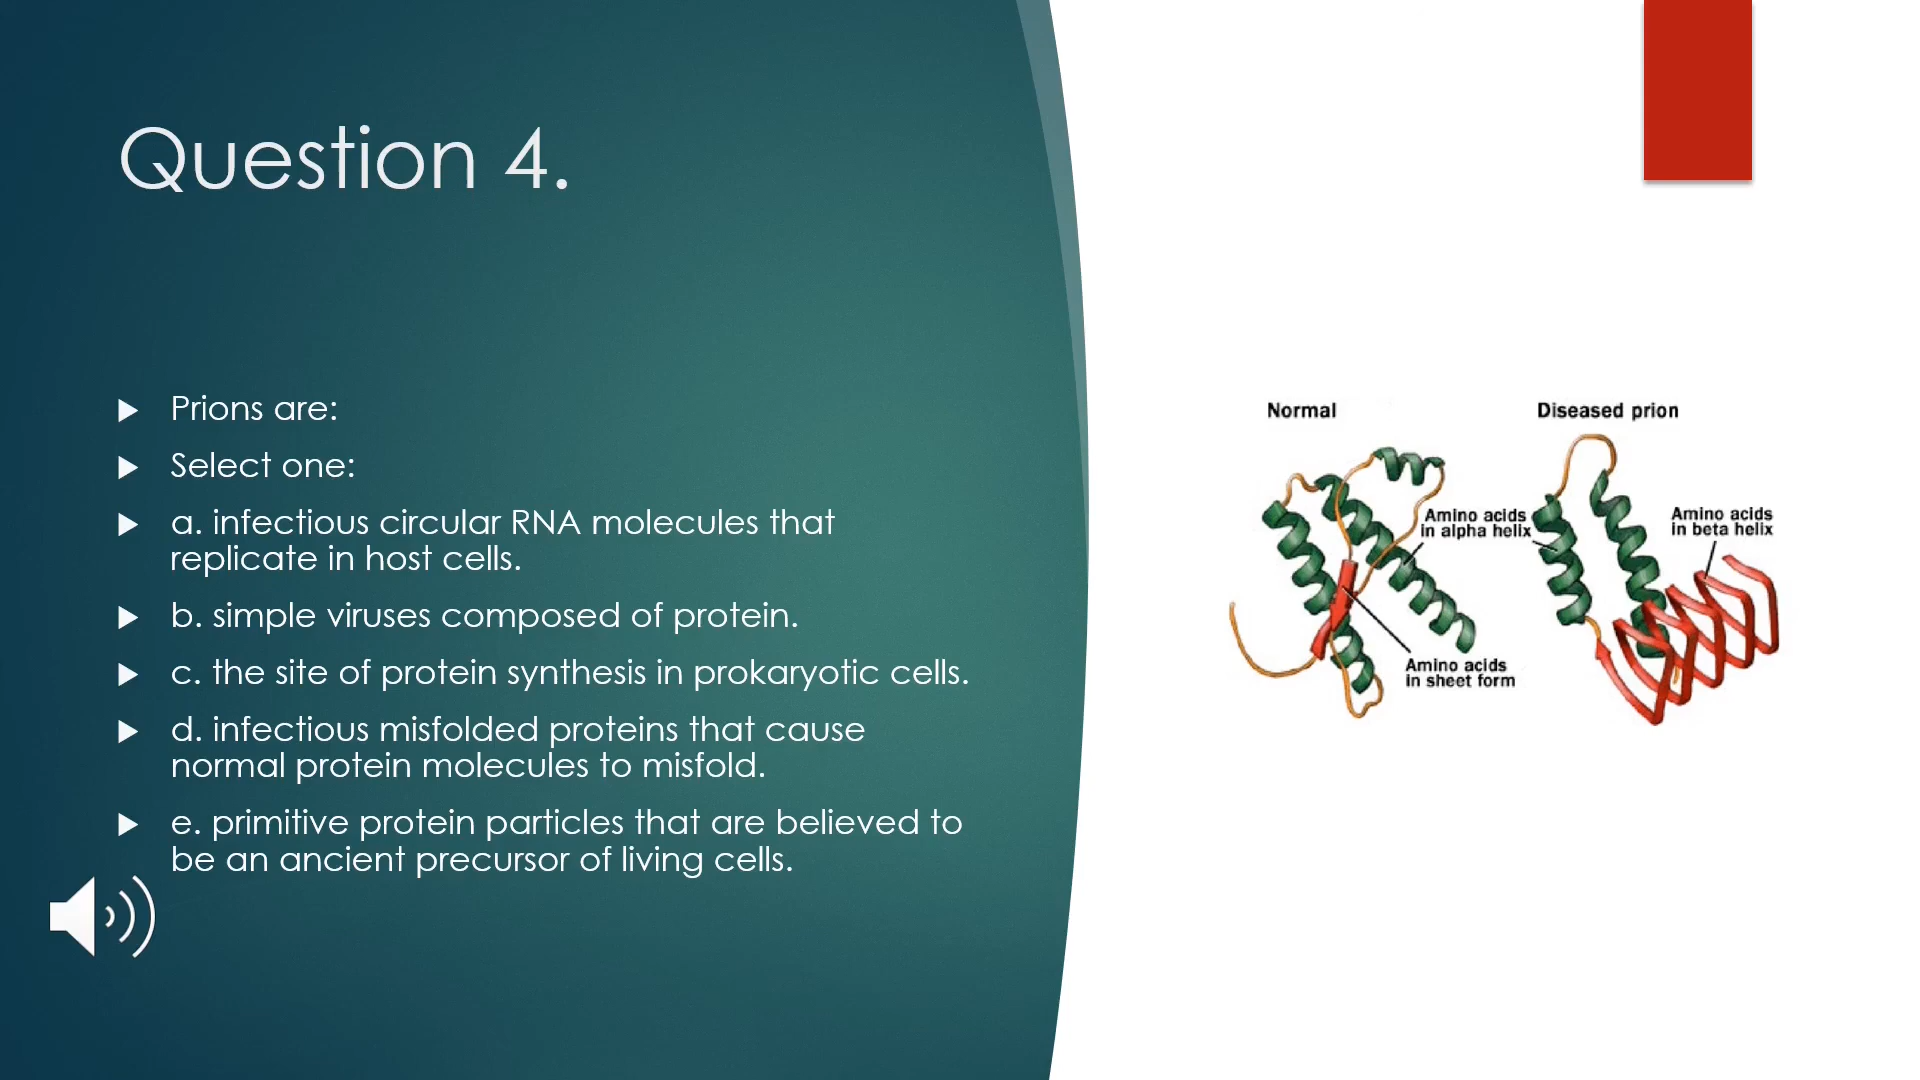 Question 4.
Prions are:
Select one:
a. infectious circular RNA molecules that
replicate in host cells.
b. simple viruses composed of protein.
c. the site of protein synthesis in prokaryotic cells.
d. infectious misfolded proteins that cause
normal protein molecules to misfold.
e. primitive protein particles that are believed to
be an ancient precursor of living cells.
Normal
Diseased prion
Amino acids
in alpha helix
Amino acids
in beta helix
Amino acids
in sheet form